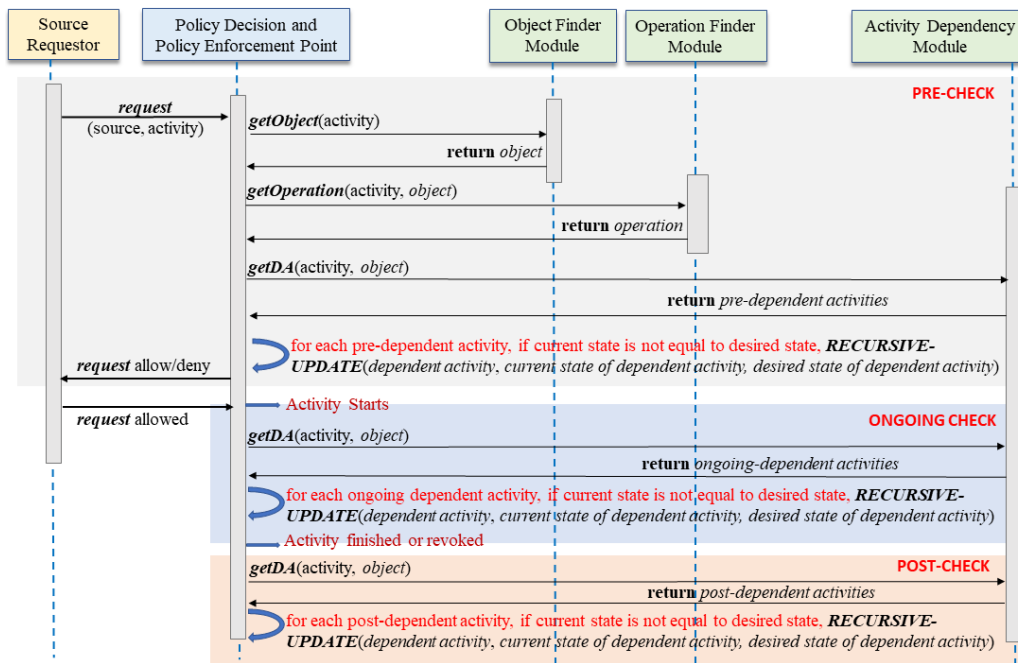 Source
Requestor
Policy Decision and
Policy Enforcement Point
Object Finder
Module
Operation Finder
Module
Activity Dependency
Module
PRE-CHECK
request
(source, activity)
getObject(activity)
return object
getOperation(activity, object)
return operation
getDA(activity, object)
return pre-dependent activities
for each pre-dependent activity, if current state is not equal to desired state, RECURSIVE-
UPDATE(dependent activity, current state of dependent activity, desired state of dependent activity)
request allow/deny
request allowed
Activity Starts
ONGOING CHECK
getDA(activity, object)
return ongoing-dependent activities
for each ongoing dependent activity, if current state is not equal to desired state, RECURSIVE-
UPDATE(dependent activity, current state of dependent activity, desired state of dependent activity)
Activity finished or revoked
POST-CHECK
getDA(activity, object)
return post-dependent activities
for each post-dependent activity, if current state is not equal to desired state, RECURSIVE-
UPDATE(dependent activity, current state of dependent activity, desired state of dependent activity)